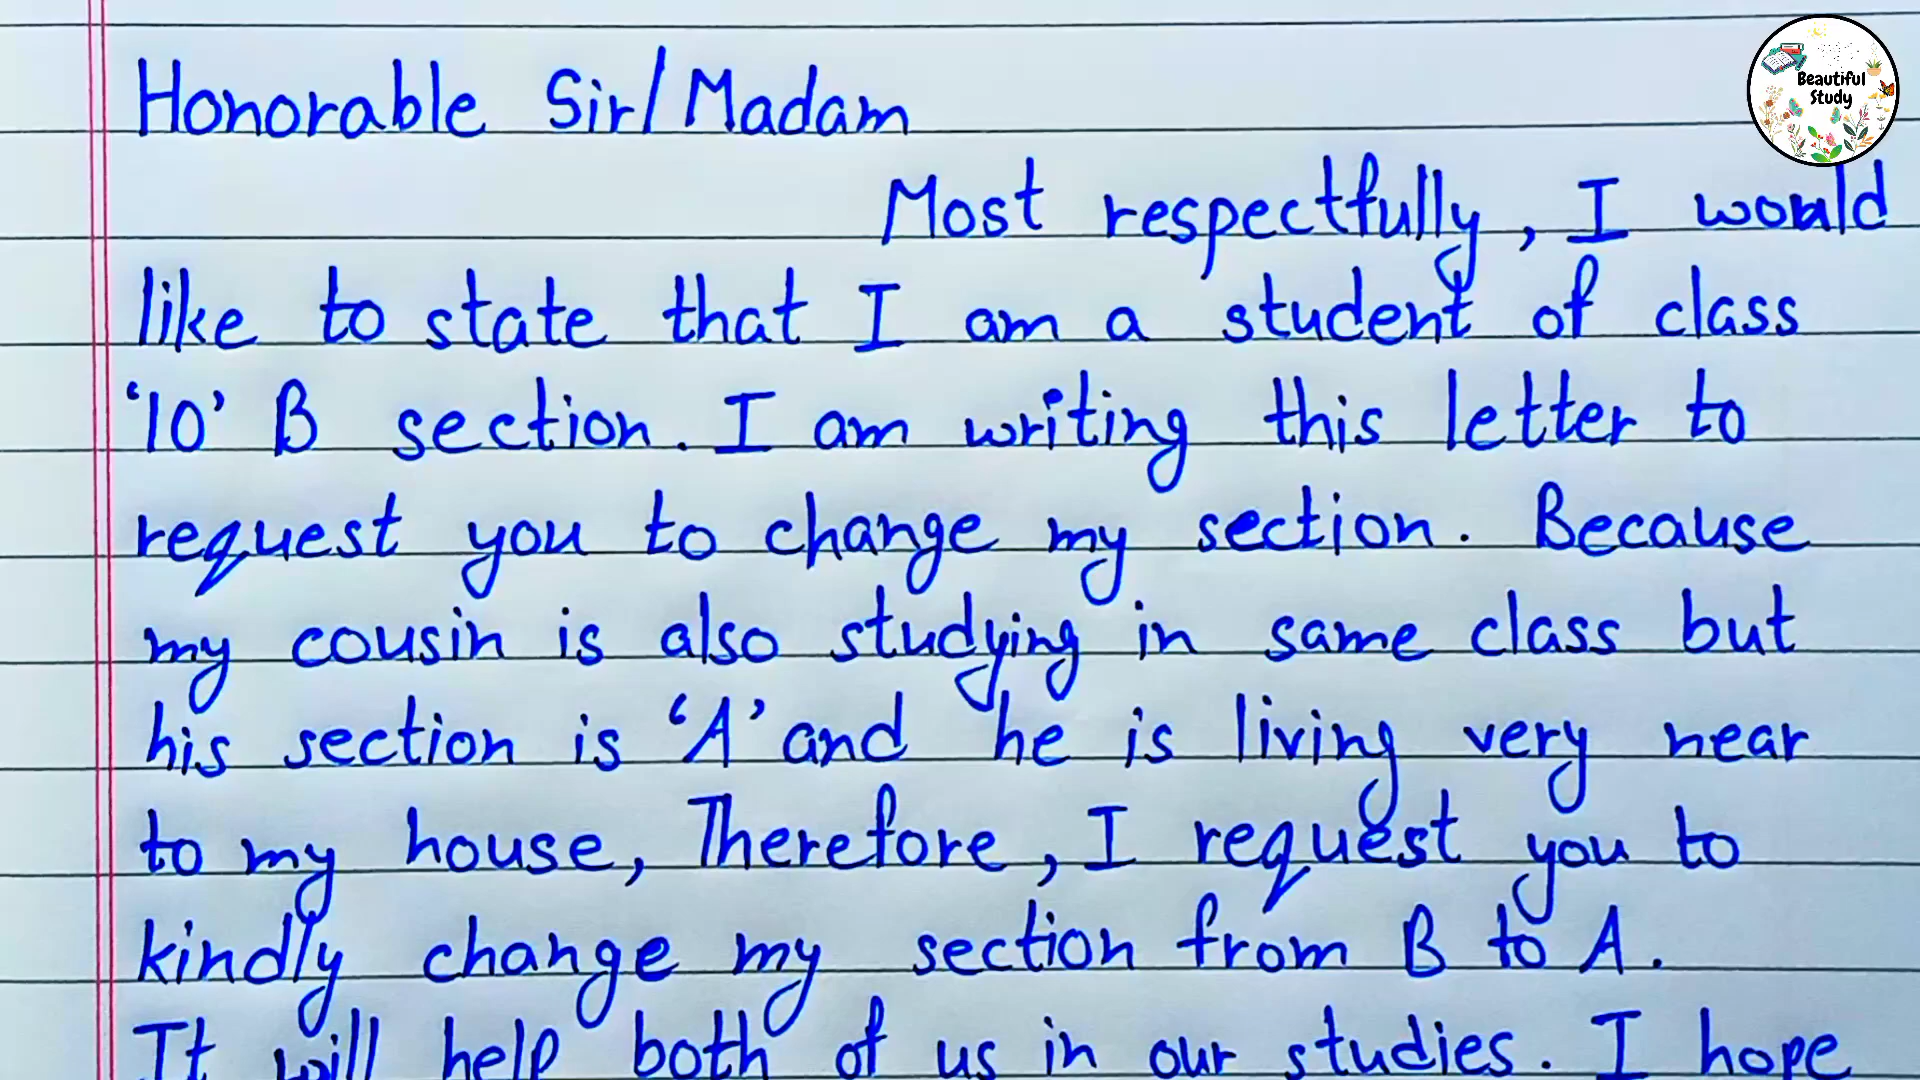 Beautiful
Study
Honorable Sir/Madam
Most respectfully, I would
like to state that I am a student of class
'10' B section. I am writing this letter to
request you to change my section. Because
my cousin is also studying in same class but
his section is 'A' and he is living very near
to my house, Therefore, I request you to
kindly change my section from B to A.
It will help both of us in our studies. I hope